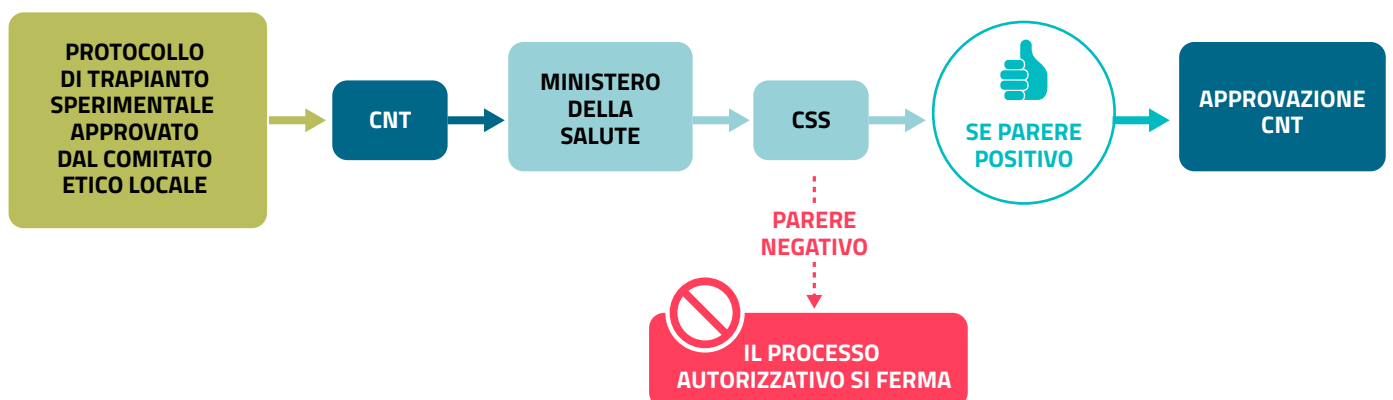 PROTOCOLLO
DI TRAPIANTO
SPERIMENTALE
APPROVATO
DAL COMITATO
ETICO LOCALE
CNT
MINISTERO
DELLA
SALUTE
CSS
SE PARERE
POSITIVO
APPROVAZIONE
CNT
PARERE
NEGATIVO
IL PROCESSO
AUTORIZZATIVO SI FERMA